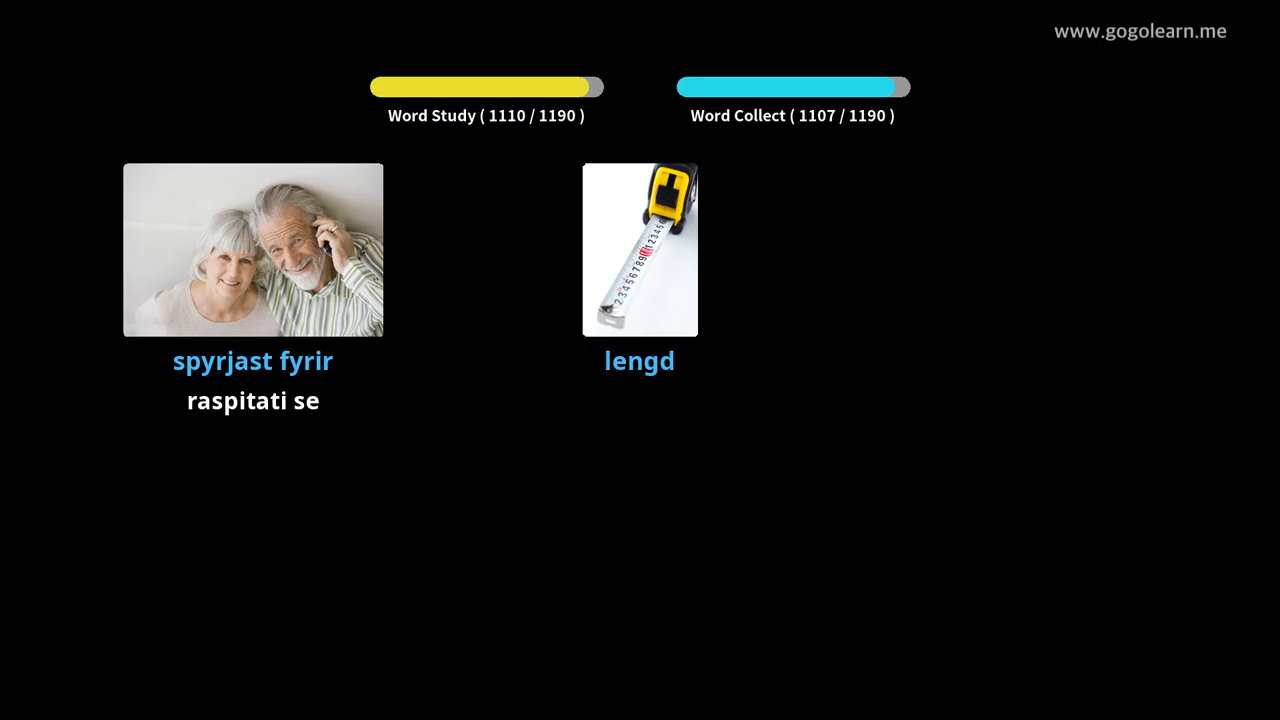 www.gogolearn.me
Word Study ( 1110 / 1190 )
Word Collect ( 1107 / 1190 )
spyrjast fyrir
raspitati se
lengd